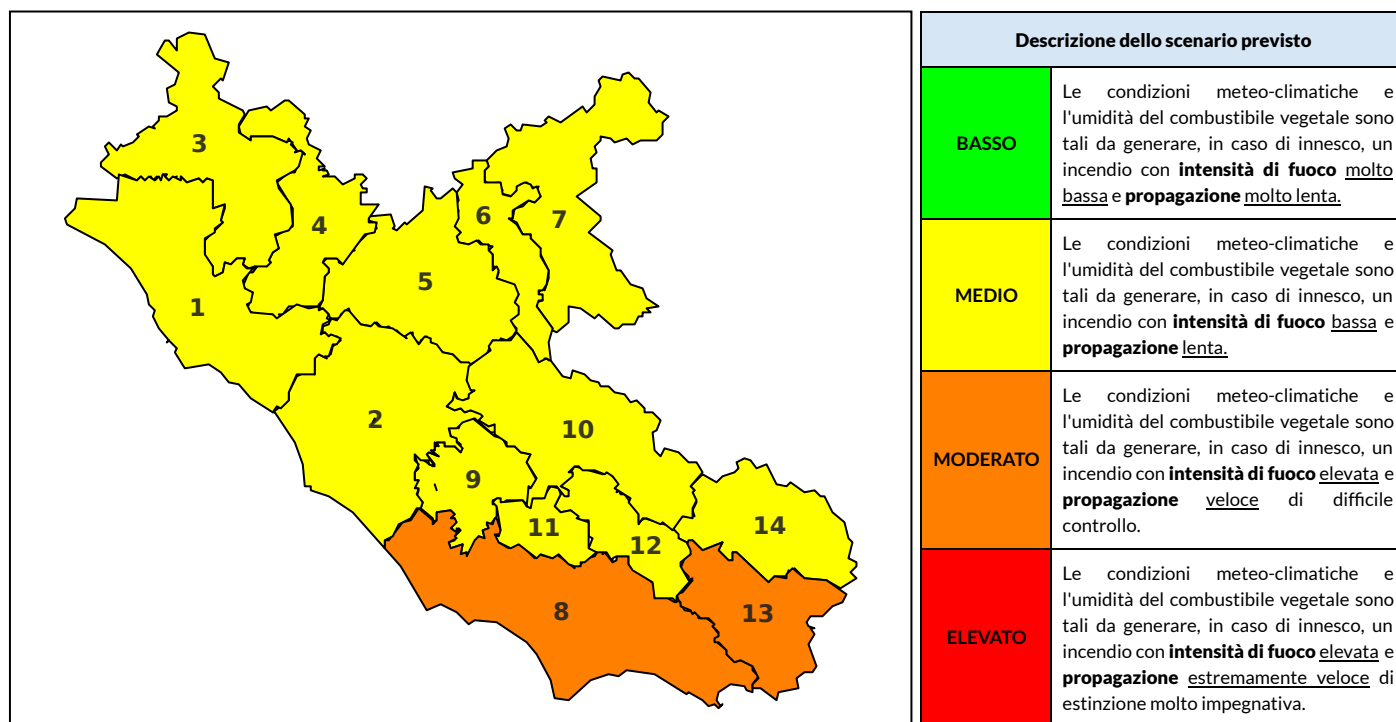 3
4
6
7
5
1
2
10
9
11
12
14
8
13
Descrizione dello scenario previsto
BASSO
Le condizioni meteo-climatiche e
l'umidità del combustibile vegetale sono
tali da generare, in caso di innesco, un
incendio con intensità di fuoco molto
bassa e propagazione molto lenta.
MEDIO
Le condizioni meteo-climatiche e
l'umidità del combustibile vegetale sono
tali da generare, in caso di innesco, un
incendio con intensità di fuoco bassa e
propagazione lenta.
MODERATO
Le condizioni meteo-climatiche e
l'umidità del combustibile vegetale sono
tali da generare, in caso di innesco, un
incendio con intensità di fuoco elevata e
propagazione veloce di difficile
controllo.
ELEVATO
Le condizioni meteo-climatiche e
l'umidità del combustibile vegetale sono
tali da generare, in caso di innesco, un
incendio con intensità di fuoco elevata e
propagazione estremamente veloce di
estinzione molto impegnativa.